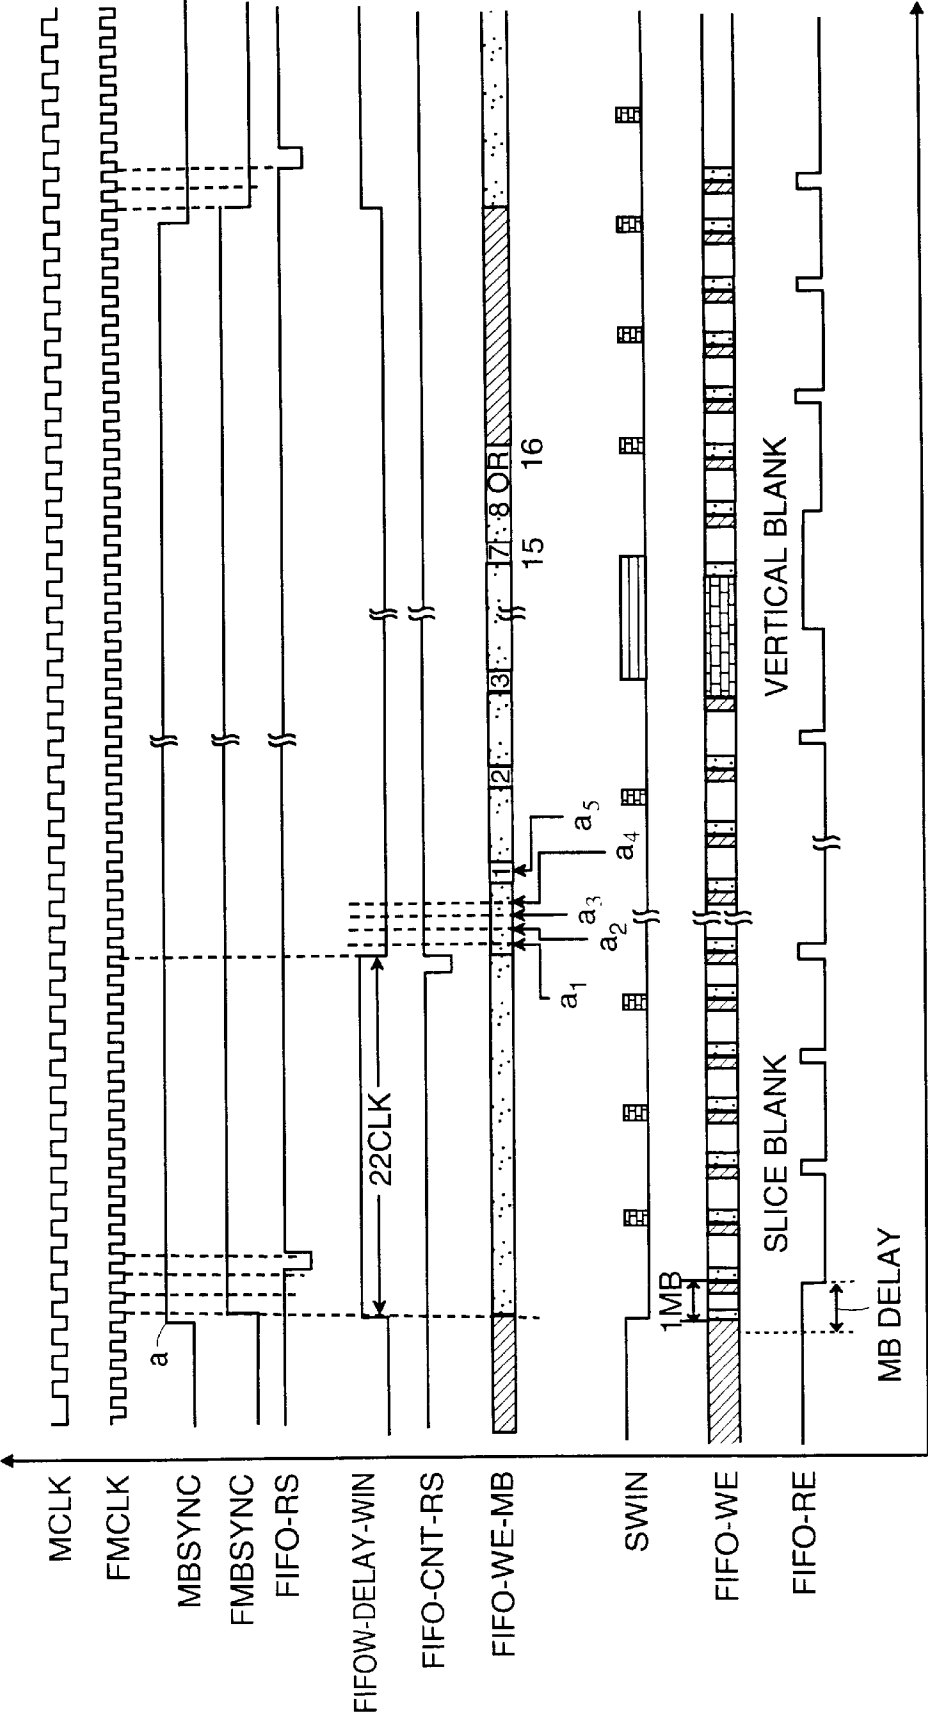 MCLK
FMCLK
MBSYNC
a
FMBSYNC
FIFO-RS
FIFOW-DELAY-WIN
22CLK
FIFO-CNT-RS
FIFO-WE-MB
1
2
3
7
8 OR
15
16
a1
a2
a3
a4
a5
SWIN
FIFO-WE
1MB
SLICE BLANK
VERTICAL BLANK
FIFO-RE
MB DELAY